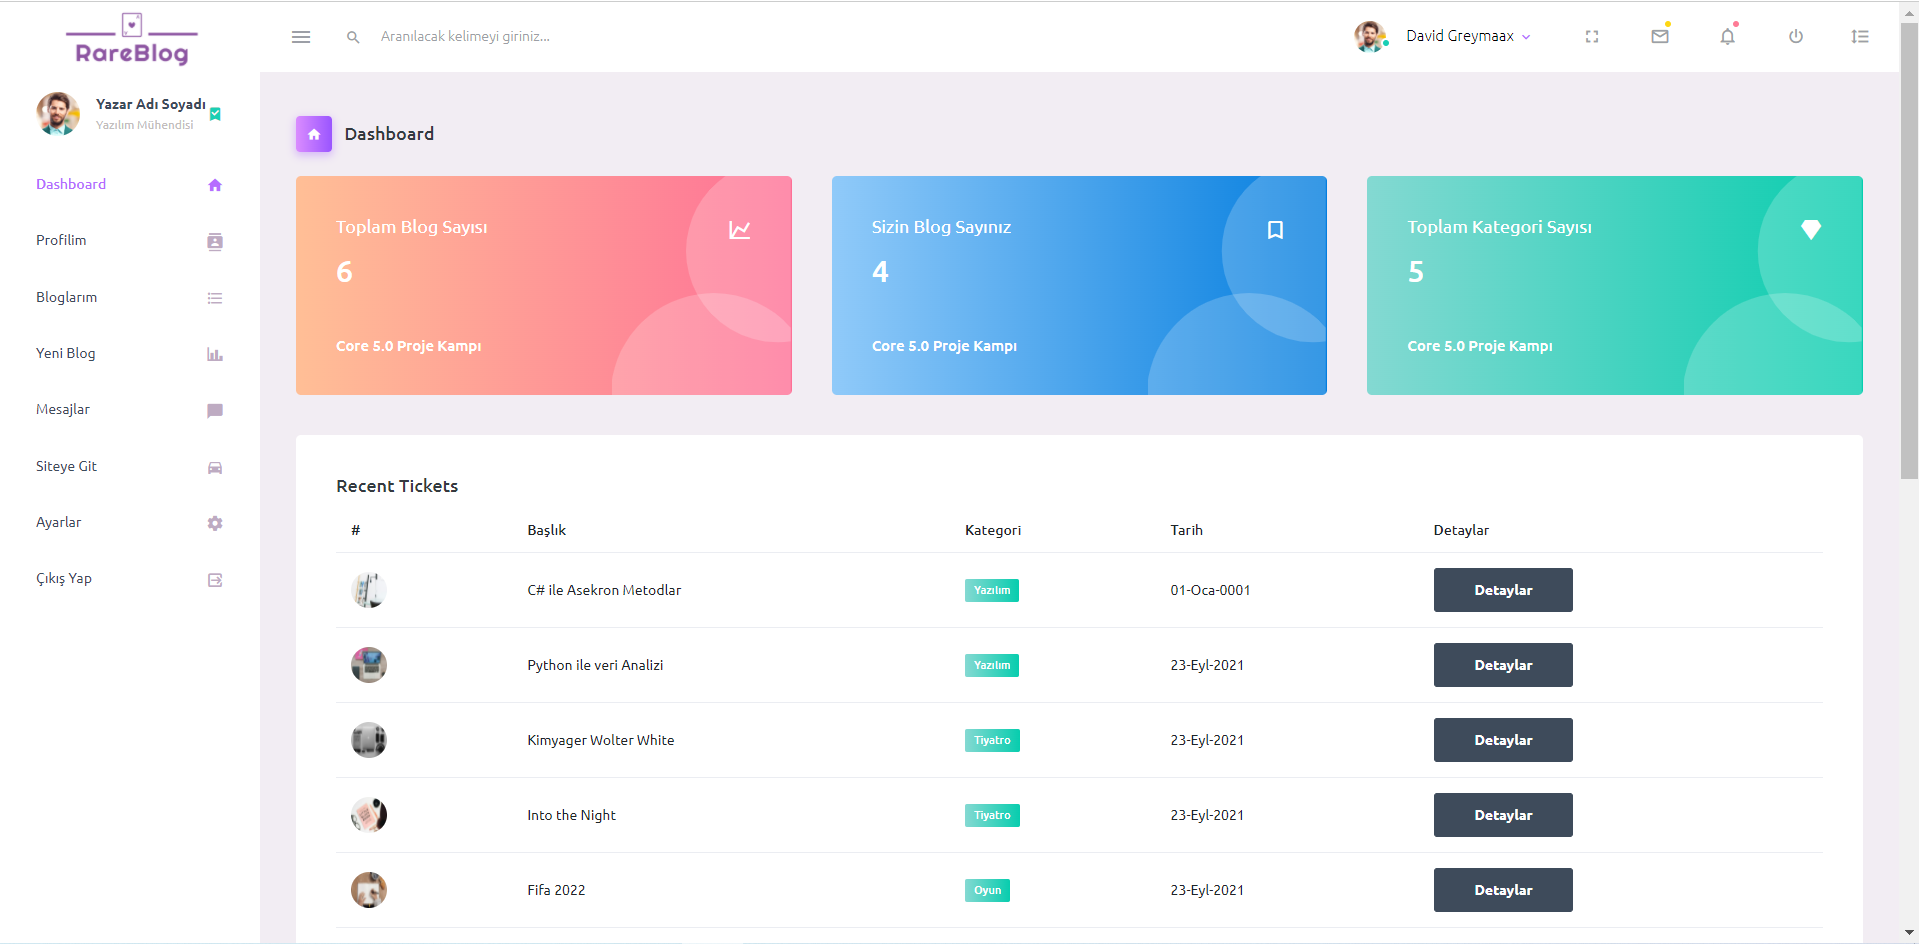 RareBlog
Aranılacak kelimeyi giriniz...
David Greymaax
Yazar Adı Soyadı
Yazılım Mühendisi
Dashboard
Profilim
Bloglarım
Yeni Blog
Mesajlar
Siteye Git
Ayarlar
Çıkış Yap
Dashboard
Toplam Blog Sayısı
6
Core 5.0 Proje Kampı
Sizin Blog Sayınız
4
Core 5.0 Proje Kampı
Toplam Kategori Sayısı
5
Core 5.0 Proje Kampı
Recent Tickets
# Başlık Kategori Tarih Detaylar
C# ile Asekron Metodlar Yazılım 01-Oca-0001 Detaylar
Python ile veri Analizi Yazılım 23-Eyl-2021 Detaylar
Kimyager Wolter White Tiyatro 23-Eyl-2021 Detaylar
Into the Night Tiyatro 23-Eyl-2021 Detaylar
Fifa 2022 Oyun 23-Eyl-2021 Detaylar